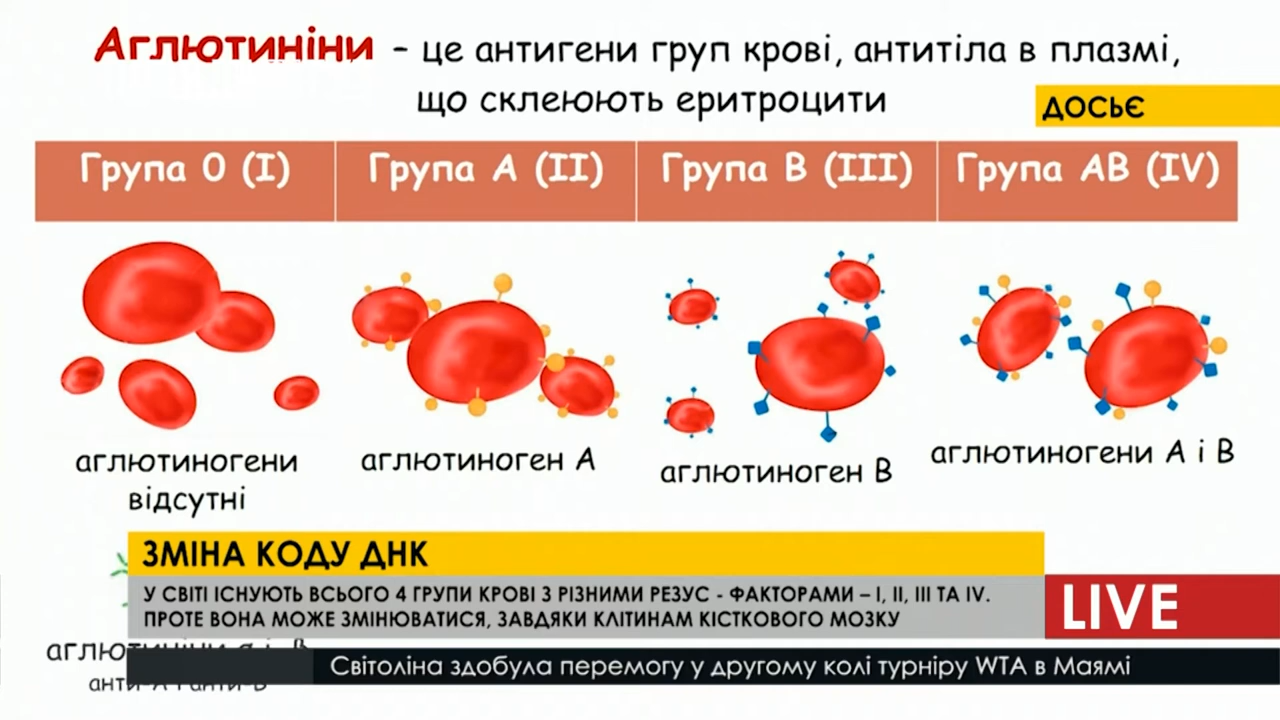 Аглютиніни – це антигени груп крові, антитіла в плазмі,
що склеюють еритроцити
ДОСЬЄ
Група 0 (I) Група A (II) Група B (III) Група AB (IV)
аглютиногени
відсутні
аглютиноген A
аглютиноген B
аглютиногени A і B
ЗМІНА КОДУ ДНК
У СВІТІ ІСНУЮТЬ ВСЬОГО 4 ГРУПИ КРОВІ З РІЗНИМИ РЕЗУС - ФАКТОРАМИ – I, II, III ТА IV.
ПРОТЕ ВОНА МОЖЕ ЗМІНЮВАТИСЯ, ЗАВДЯКИ КЛІТИНАМ КІСТКОВОГО МОЗКУ
LIVE
Світоліна здобула перемогу у другому колі турніру WTA в Маямі